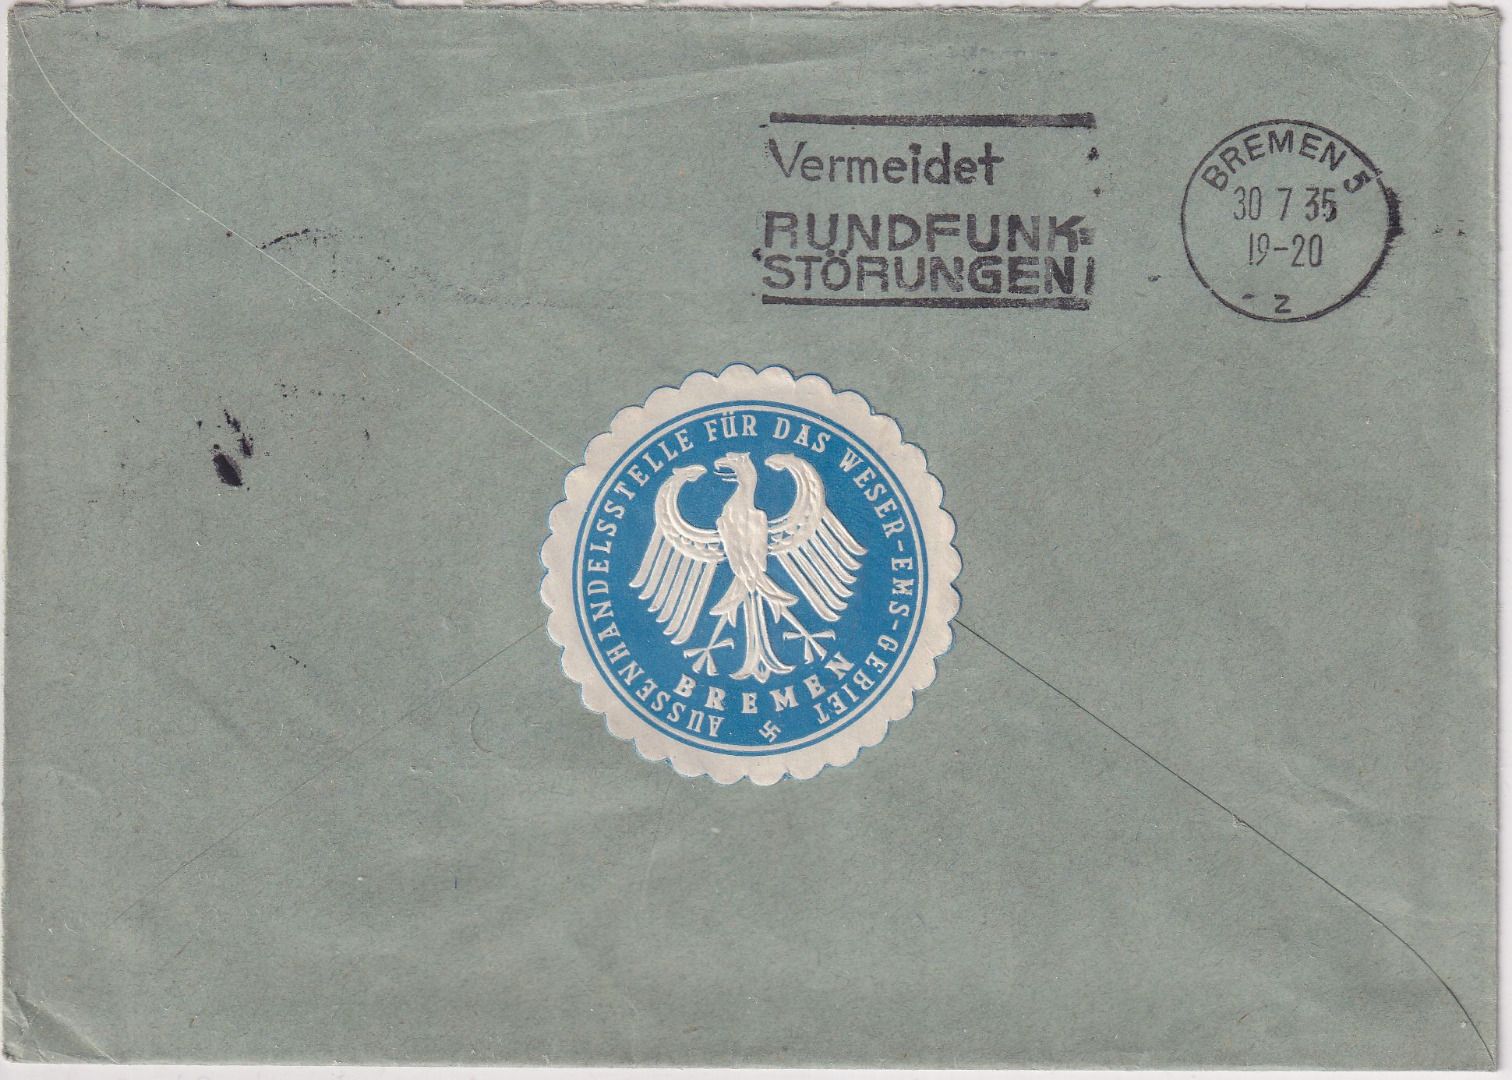 Vermeidet
RUNDFUNK-
STÖRUNGEN!
BREMEN 5
30 7 35
19-20
z
AUSSENHANDELSSTELLE FÜR DAS WESER-EMS-GEBIET
BREMEN